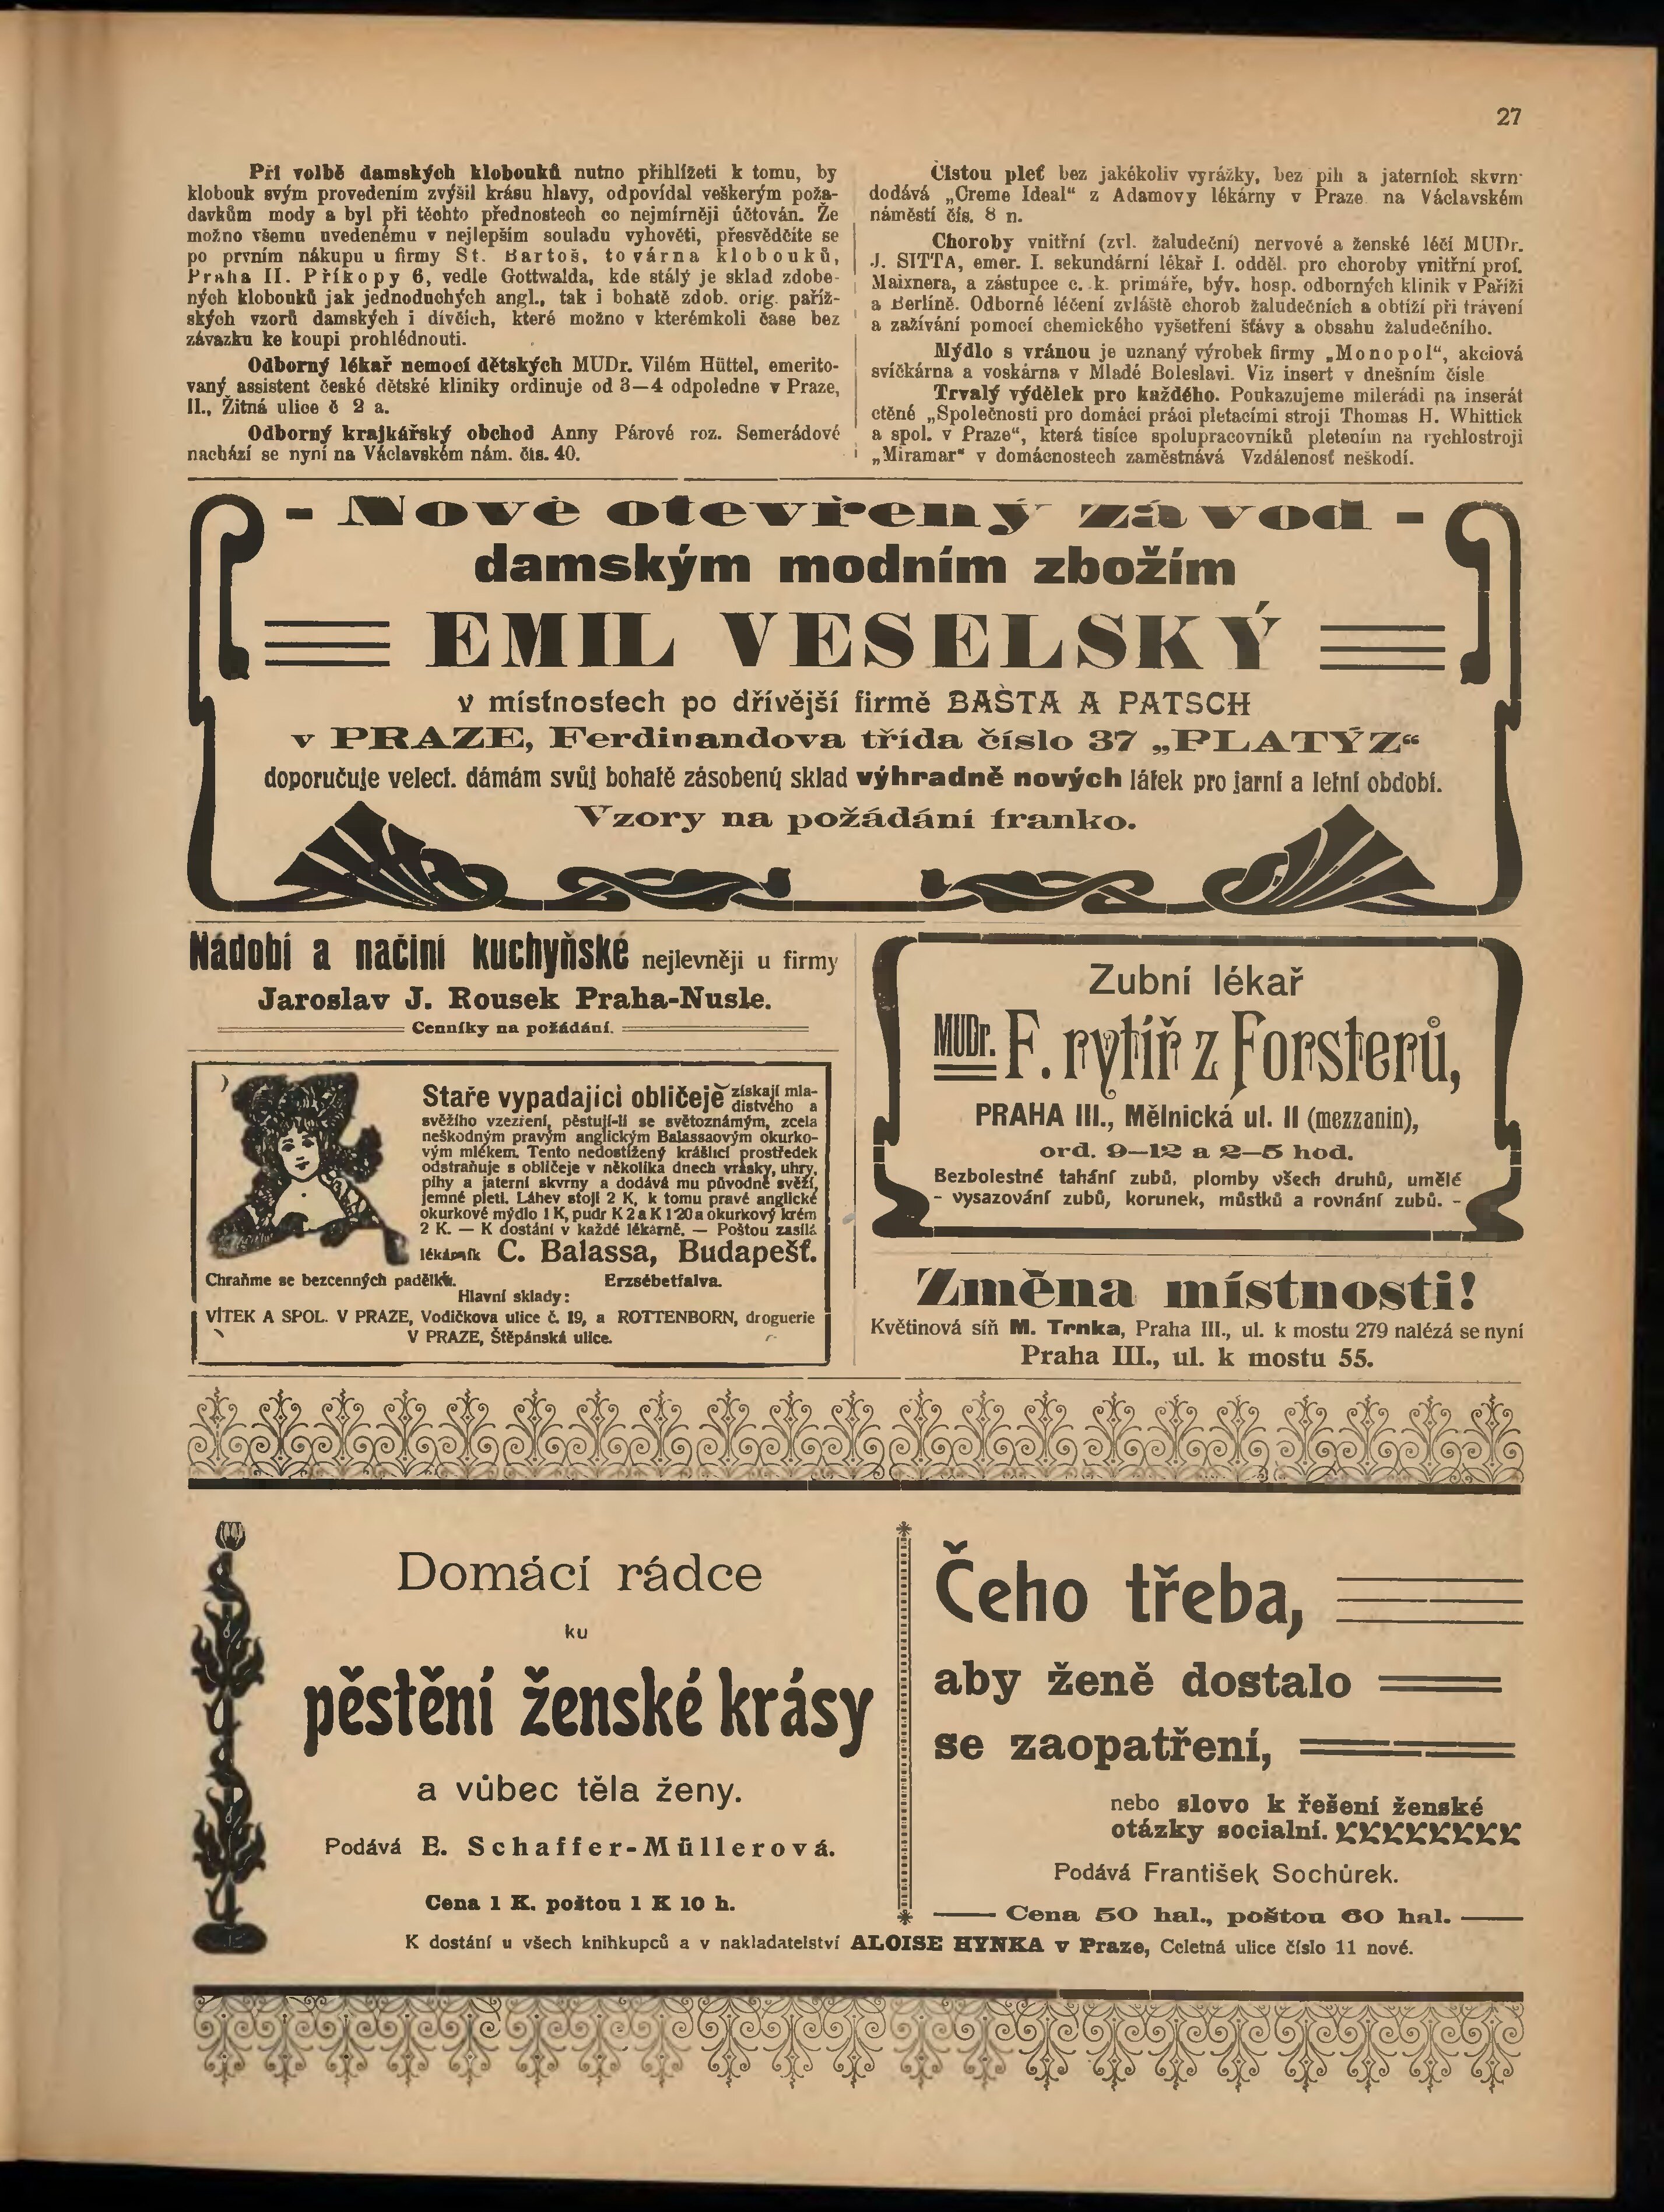 27
Při volbě damských klobouků nutno přihlížeti k tomu, by
klobouk svým provedením zvýšil krásu hlavy, odpovídal veškerým poža-
davkům mody a byl při těchto přednostech co nejmírněji účtován. Že
možno všemu uvedenému v nejlepším souladu vyhověti, přesvědčíte se
po prvním nákupu u firmy St. Bartoš, továrna klobouků,
Praha II. Příkopy 6, vedle Gottwalda, kde stálý je sklad zdobe-
ných klobouků jak jednoduchých angl., tak i bohatě zdob. orig. paříž-
ských vzorů damských i dívčích, které možno v kterémkoli čase bez
závazku ke koupi prohlédnouti.
Odborný lékař nemocí dětských MUDr. Vilém Hüttel, emerito-
vaný assistent české dětské kliniky ordinuje od 3—4 odpoledne v Praze,
II., Žitná ulice č 2 a.
Odborný krajkářský obchod Anny Párové roz. Semerádové
nachází se nyní na Václavském nám. čís. 40.
Čistou pleť bez jakékoliv vyrážky, bez pih a jaterních skvrn
dodává „Creme Ideal“ z Adamovy lékárny v Praze na Václavském
náměstí čís. 8 n.
Choroby vnitřní (zvl. žaludeční) nervové a ženské léčí MUDr.
J. SITTA, emer. I. sekundární lékař I. odděl. pro choroby vnitřní prof.
Maixnera, a zástupce c. k. primáře, býv. hosp. odborných klinik v Paříži
a Berlíně. Odborné léčení zvláště chorob žaludečních a obtíží při trávení
a zažívání pomocí chemického vyšetření šťávy a obsahu žaludečního.
Mýdlo s vránou je uznaný výrobek firmy „Monopol“, akciová
svíčkárna a voskárna v Mladé Boleslavi. Viz insert v dnešním čísle
Trvalý výdělek pro každého. Poukazujeme milerádi na inserát
ctěné „Společnosti pro domácí práci pletacími stroji Thomas H. Whittick
a spol. v Praze“, která tisíce spolupracovníků pletením na rychlostroji
„Miramar“ v domácnostech zaměstnává Vzdálenosť neškodí.
- Nově otevřený závod -
damským modním zbožím
EMIL VESELSKÝ
v místnostech po dřívější firmě BAŠTA A PATSCH
v PRAZE, Ferdinandova třída číslo 37 „PLATÝZ“
doporučuje velect. dámám svůj bohatě zásobený sklad výhradně nových látek pro jarní a letní období.
Vzory na požádání franko.
Nádobí a náčiní kuchyňské nejlevněji u firmy
Jaroslav J. Rousek Praha-Nusle.
Cenníky na požádání.
Staře vypadající obličeje získají mla-
distvého a
svěžího vzezření, pěstují-li se světoznámým, zcela
neškodným pravým anglickým Balassaovým okurko-
vým mlékem. Tento nedostižený krášlicí prostředek
odstraňuje s obličeje v několika dnech vrásky, uhry,
pihy a jaterní skvrny a dodává mu původně svěží,
jemné pleti. Láhev stojí 2 K, k tomu pravé anglické
okurkové mýdlo 1 K, pudr K 2 a K 1·20 a okurkový krém
2 K. — K dostání v každé lékárně. — Poštou zasílá
lékárník C. Balassa, Budapešť.
Chraňme se bezcenných padělků. Erzsébetfalva.
Hlavní sklady:
VÍTEK A SPOL. V PRAZE, Vodičkova ulice č. 19, a ROTTENBORN, droguerie
V PRAZE, Štěpánská ulice.
Zubní lékař
MUDr. F. rytíř z Forsterů,
PRAHA III., Mělnická ul. 11 (mezzanin),
ord. 9—12 a 2—5 hod.
Bezbolestné tahání zubů, plomby všech druhů, umělé
- vysazování zubů, korunek, můstků a rovnání zubů. -
Změna místnosti!
Květinová síň M. Trnka, Praha III., ul. k mostu 279 nalézá se nyní
Praha III., ul. k mostu 55.
Domácí rádce
ku
pěstění ženské krásy
a vůbec těla ženy.
Podává E. Schaffer-Müllerová.
Cena 1 K. poštou 1 K 10 h.
Čeho třeba,
aby ženě dostalo
se zaopatření,
nebo slovo k řešení ženské
otázky socialní.
Podává František Sochůrek.
Cena 50 hal., poštou 60 hal.
K dostání u všech knihkupců a v nakladatelství ALOISE HYNKA v Praze, Celetná ulice číslo 11 nové.